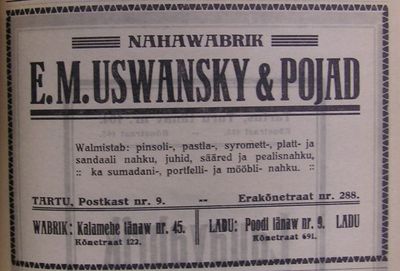 NAHAWABRIK
E. M. USWANSKY & POJAD
Walmistab: pinsoli-, pastla-, syromett-, platt- ja
sandaali nahku, juhid, sääred ja pealisnahku,
:: ka sumadani-, portfelli- ja mööbli- nahku. ::
TARTU, Postkast nr. 9. -- Erakõnetraat nr. 288.
WABRIK: Kalamehe länaw nr. 45.
Kõnetraat 122.
LADU: Poodi länaw nr. 9. LADU
Kõnetraat 691.